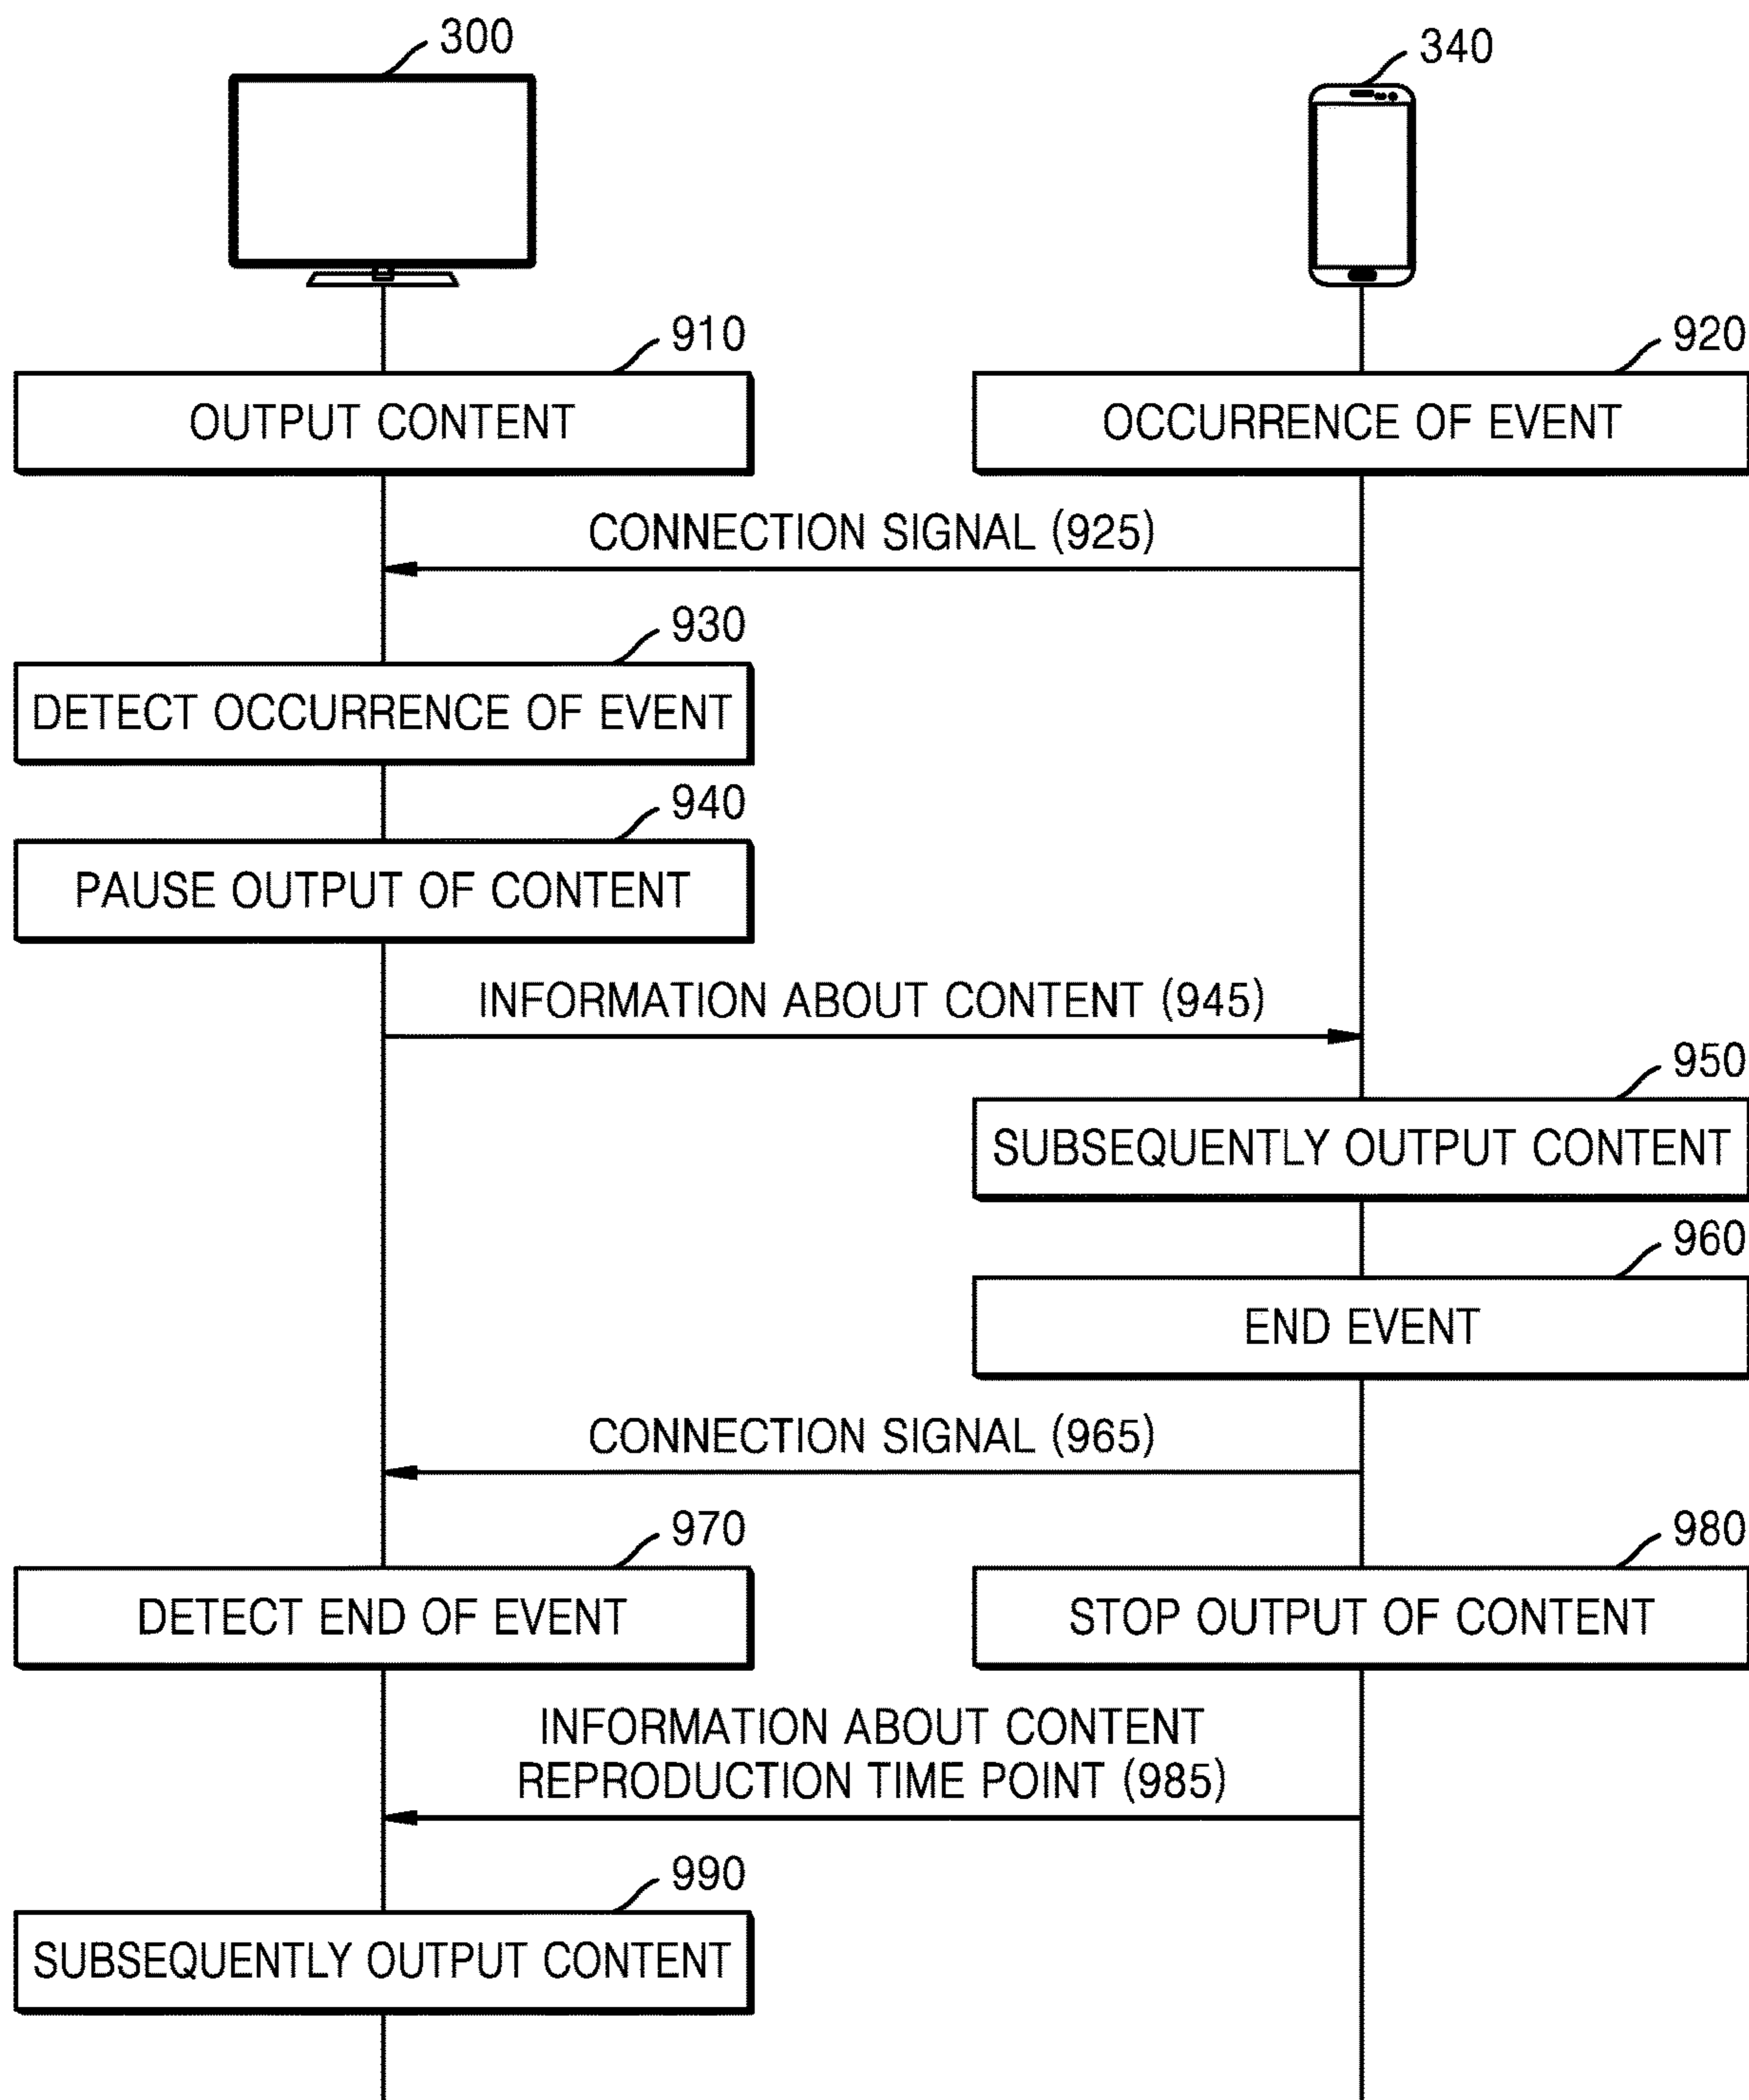 300
340
910
920
OUTPUT CONTENT
OCCURRENCE OF EVENT
CONNECTION SIGNAL (925)
930
DETECT OCCURRENCE OF EVENT
940
PAUSE OUTPUT OF CONTENT
INFORMATION ABOUT CONTENT (945)
950
SUBSEQUENTLY OUTPUT CONTENT
960
END EVENT
CONNECTION SIGNAL (965)
970
980
DETECT END OF EVENT
STOP OUTPUT OF CONTENT
INFORMATION ABOUT CONTENT
REPRODUCTION TIME POINT (985)
990
SUBSEQUENTLY OUTPUT CONTENT